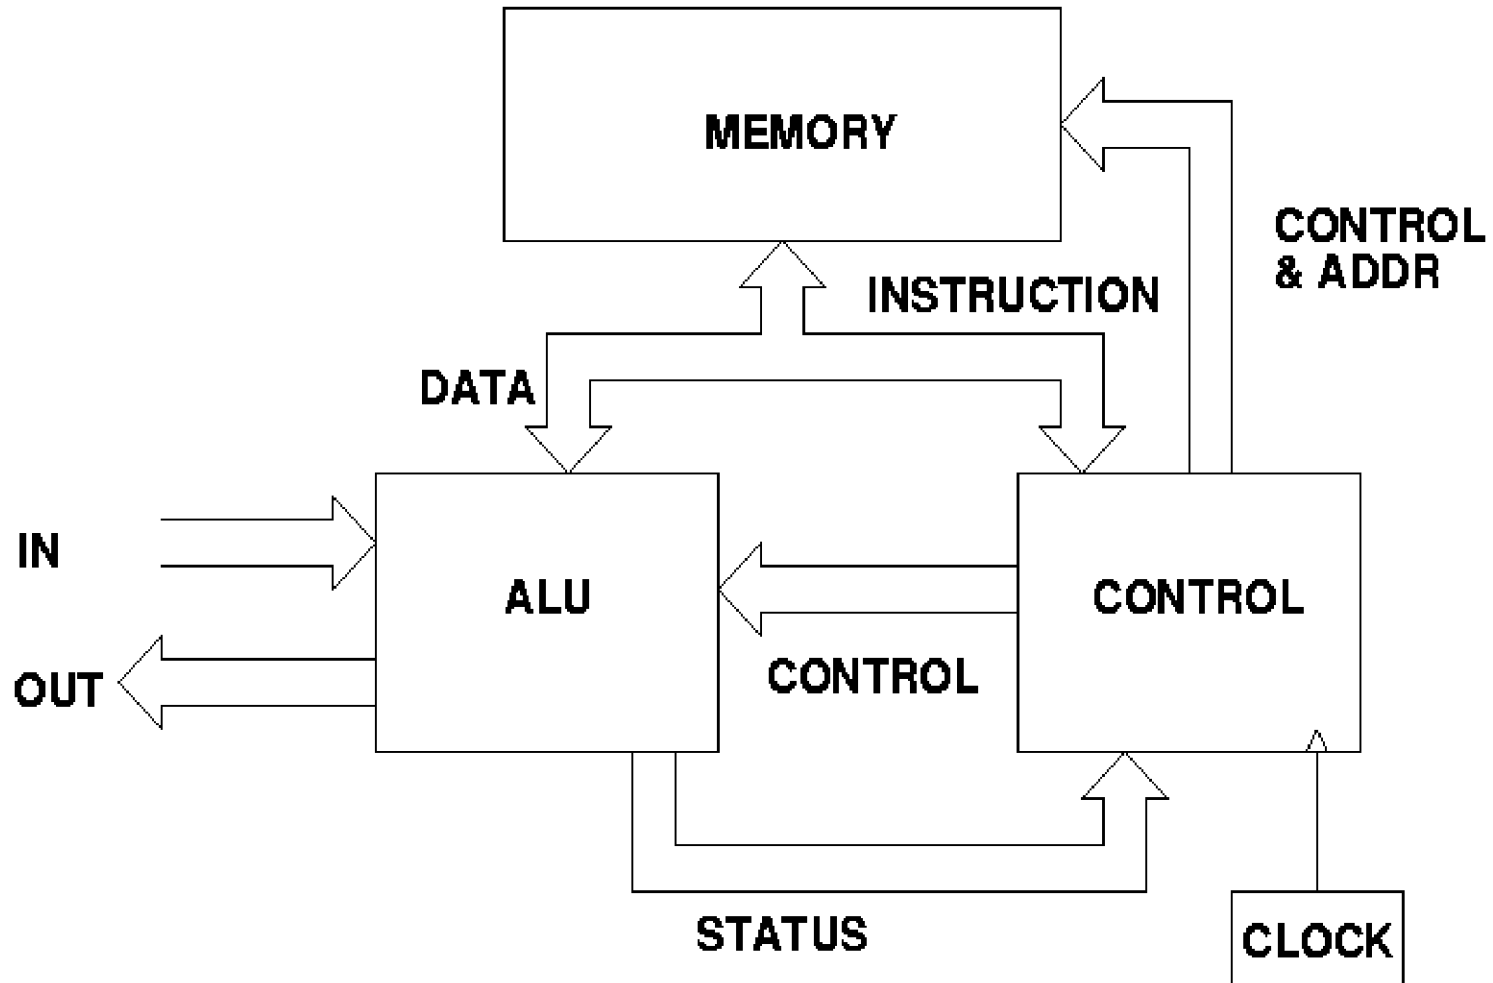 MEMORY
CONTROL
& ADDR
INSTRUCTION
DATA
IN
ALU
CONTROL
OUT
CONTROL
STATUS
CLOCK